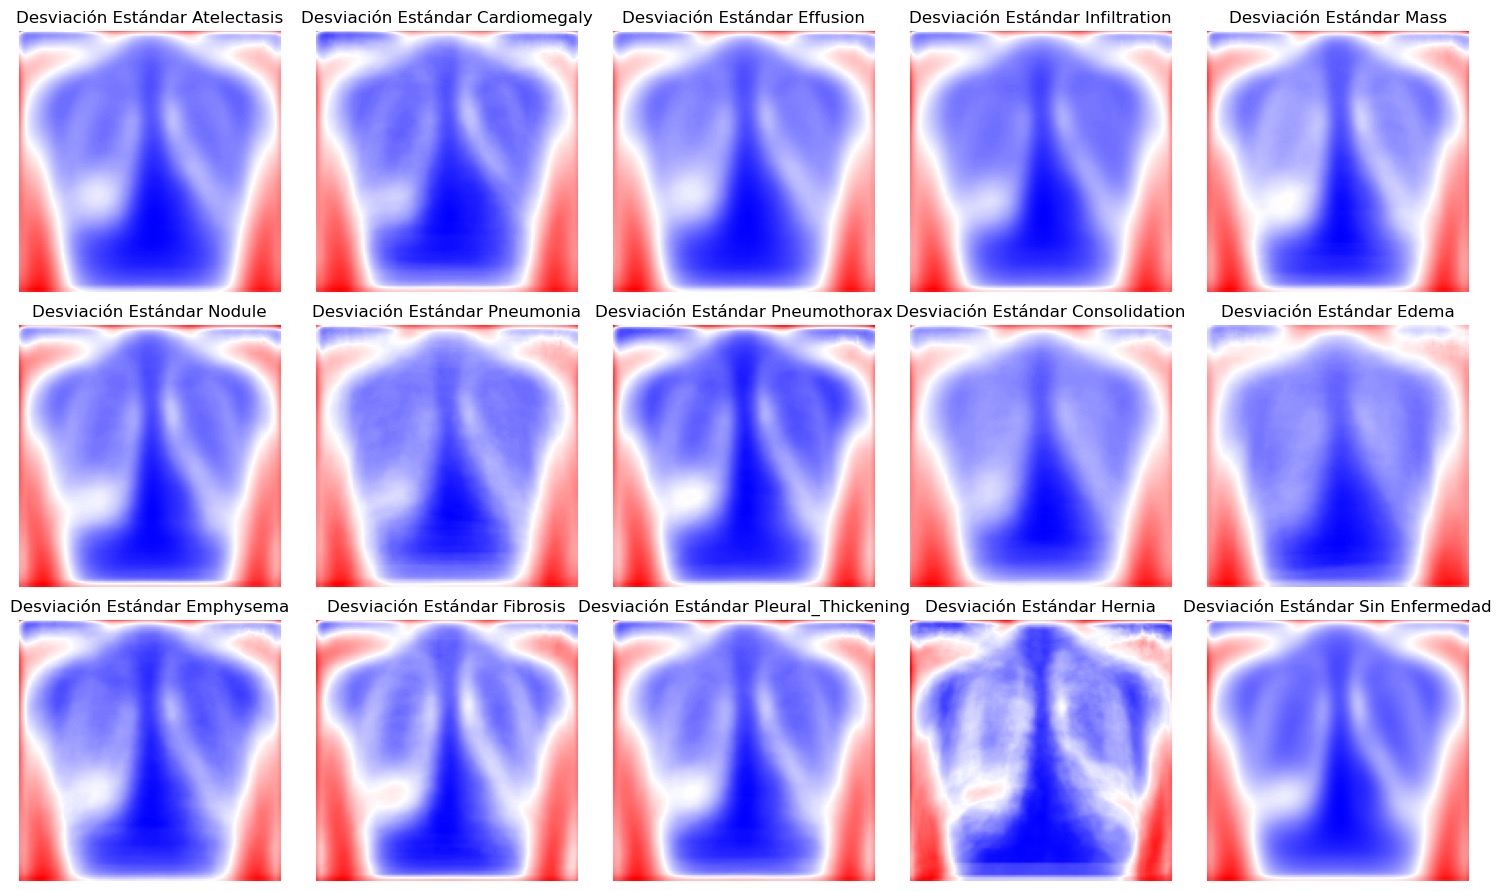 Desviación Estándar Atelectasis
Desviación Estándar Cardiomegaly
Desviación Estándar Effusion
Desviación Estándar Infiltration
Desviación Estándar Mass
Desviación Estándar Nodule
Desviación Estándar Pneumonia
Desviación Estándar Pneumothorax
Desviación Estándar Consolidation
Desviación Estándar Edema
Desviación Estándar Emphysema
Desviación Estándar Fibrosis
Desviación Estándar Pleural_Thickening
Desviación Estándar Hernia
Desviación Estándar Sin Enfermedad